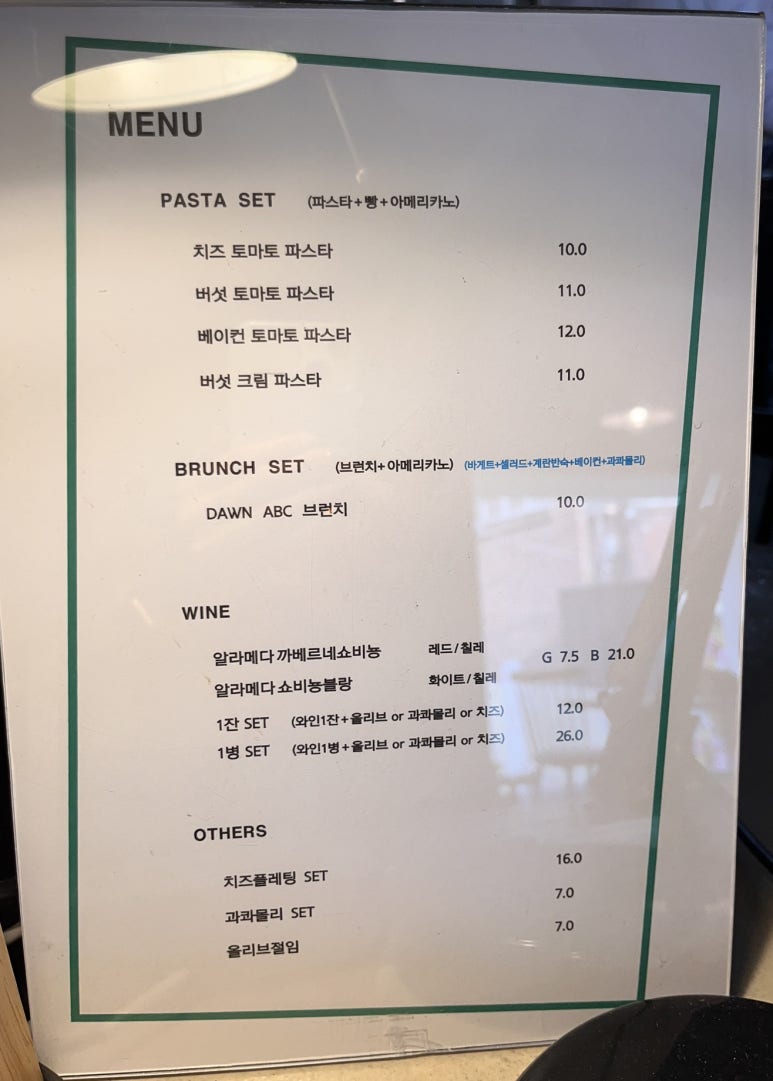 MENU
PASTA SET (파스타+빵+아메리카노)
치즈 토마토 파스타 10.0
버섯 토마토 파스타 11.0
베이컨 토마토 파스타 12.0
버섯 크림 파스타 11.0
BRUNCH SET (브런치+아메리카노) (바게트+샐러드+계란반숙+베이컨+과콰몰리)
DAWN ABC 브런치 10.0
WINE
알라메다 까베르네쇼비뇽 레드/칠레 G 7.5 B 21.0
알라메다 쇼비뇽블랑 화이트/칠레
1잔 SET (와인1잔+올리브 or 과콰몰리 or 치즈) 12.0
1병 SET (와인1병+올리브 or 과콰몰리 or 치즈) 26.0
OTHERS
치즈플레팅 SET 16.0
과콰몰리 SET 7.0
올리브절임 7.0